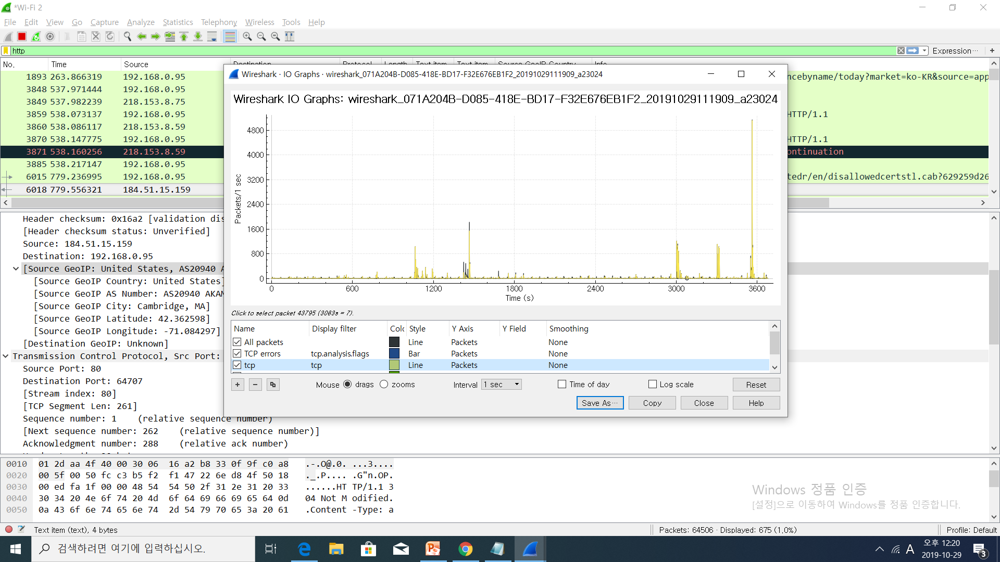 *Wi-Fi 2
File Edit View Go Capture Analyze Statistics Telephony Wireless Tools Help
http
Expression…
No. Time Source Destination Protocol Length Text item Text item Source GeoIP Country Info
1893 263.866319 192.168.0.95 ncebyname/today?market=ko-KR&source=app
3848 537.971444 192.168.0.95
3849 537.982239 218.153.8.75
3859 538.073137 192.168.0.95 HTTP/1.1
3860 538.086117 218.153.8.59
3870 538.147775 192.168.0.95 HTTP/1.1
3871 538.160256 218.153.8.59 ontinuation
3885 538.217147 192.168.0.95
6015 779.236995 192.168.0.95 tedr/en/disallowedcertstl.cab?629259d26
6018 779.556321 184.51.15.159
Header checksum: 0x16a2 [validation dis
[Header checksum status: Unverified]
Source: 184.51.15.159
Destination: 192.168.0.95
[Source GeoIP: United States, AS20940 A
[Source GeoIP Country: United States]
[Source GeoIP AS Number: AS20940 AKAM
[Source GeoIP City: Cambridge, MA]
[Source GeoIP Latitude: 42.362598]
[Source GeoIP Longitude: -71.084297]
[Destination GeoIP: Unknown]
Transmission Control Protocol, Src Port:
Source Port: 80
Destination Port: 64707
[Stream index: 80]
[TCP Segment Len: 261]
Sequence number: 1 (relative sequence number)
[Next sequence number: 262 (relative sequence number)]
Acknowledgment number: 288 (relative ack number)
Wireshark · IO Graphs · wireshark_071A204B-D085-418E-BD17-F32E676EB1F2_20191029111909_a23024
Wireshark IO Graphs: wireshark_071A204B-D085-418E-BD17-F32E676EB1F2_20191029111909_a23024
Packets/1 sec
4800
4000
3200
2400
1600
800
0
0 600 1200 1800 2400 3000 3600
Time (s)
Click to select packet 43795 (3083s = 7).
Name Display filter Colo Style Y Axis Y Field Smoothing
All packets Line Packets None
TCP errors tcp.analysis.flags Bar Packets None
tcp tcp Line Packets None
Mouse drags zooms Interval 1 sec Time of day Log scale Reset
Save As… Copy Close Help
0010 01 2d aa 4f 40 00 30 06 16 a2 b8 33 0f 9f c0 a8 .-.O@.0. ...3....
0020 00 5f 00 50 fc c3 b5 f2 f1 47 22 6e d8 4f 50 18 ._.P.... .G"n.OP.
0030 00 ed fa 1f 00 00 48 54 54 50 2f 31 2e 31 20 33 ......HT TP/1.1 3
0040 30 34 20 4e 6f 74 20 4d 6f 64 69 66 69 65 64 0d 04 Not M odified.
0050 0a 43 6f 6e 74 65 6e 74 2d 54 79 70 65 3a 20 61 .Content -Type: a
Windows 정품 인증
[설정]으로 이동하여 Windows를 정품 인증합니다.
Text item (text), 4 bytes
Packets: 64506 · Displayed: 675 (1.0%)
Profile: Default
검색하려면 여기에 입력하십시오.
A
오후 12:20
2019-10-29
3